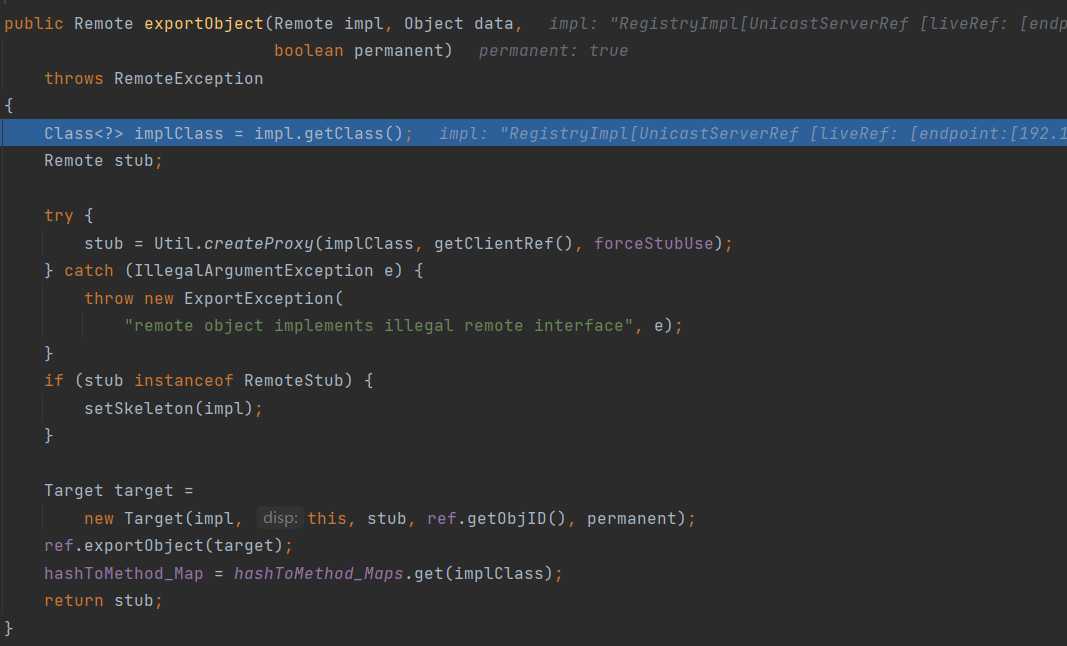 public Remote exportObject(Remote impl, Object data,   impl: "RegistryImpl[UnicastServerRef [liveRef: [endp
                           boolean permanent)   permanent: true
    throws RemoteException
{
    Class<?> implClass = impl.getClass();   impl: "RegistryImpl[UnicastServerRef [liveRef: [endpoint:[192.1
    Remote stub;
    try {
        stub = Util.createProxy(implClass, getClientRef(), forceStubUse);
    } catch (IllegalArgumentException e) {
        throw new ExportException(
            "remote object implements illegal remote interface", e);
    }
    if (stub instanceof RemoteStub) {
        setSkeleton(impl);
    }
    Target target =
        new Target(impl, disp: this, stub, ref.getObjID(), permanent);
    ref.exportObject(target);
    hashToMethod_Map = hashToMethod_Maps.get(implClass);
    return stub;
}